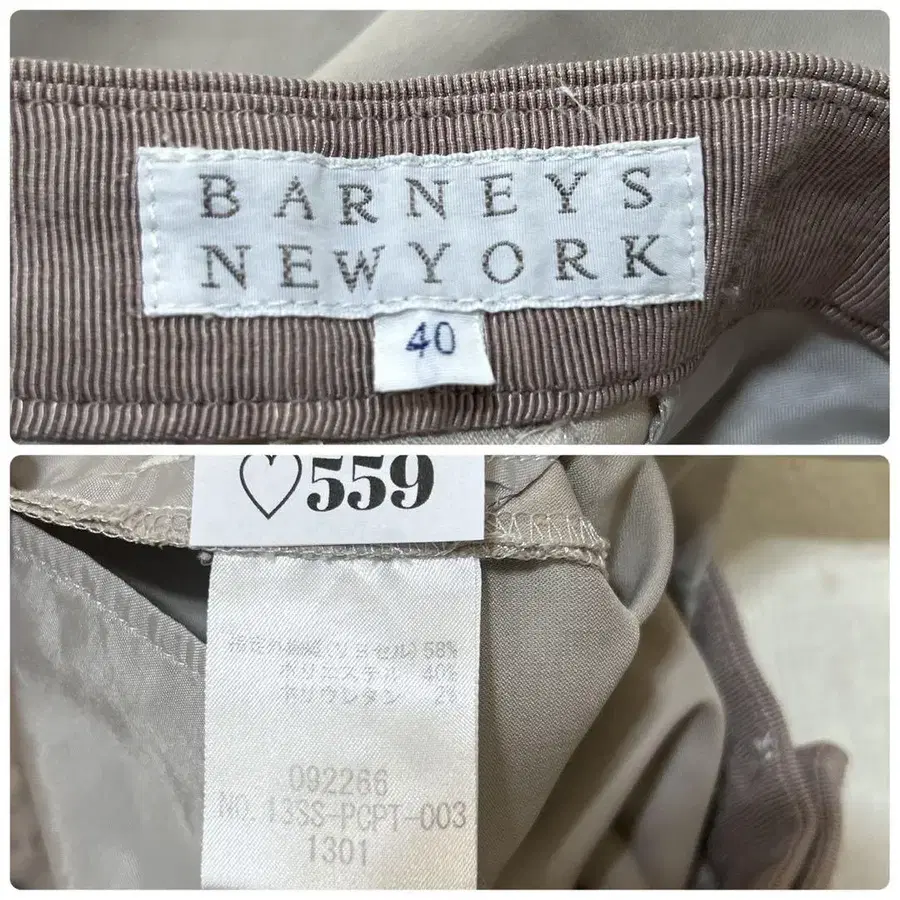 BARNEYS
NEWYORK
40
♡559
指定外繊維(リヨセル) 58%
ポリエステル 40%
ポリウレタン 2%
092266
NO.13SS-PCPT-003
1301